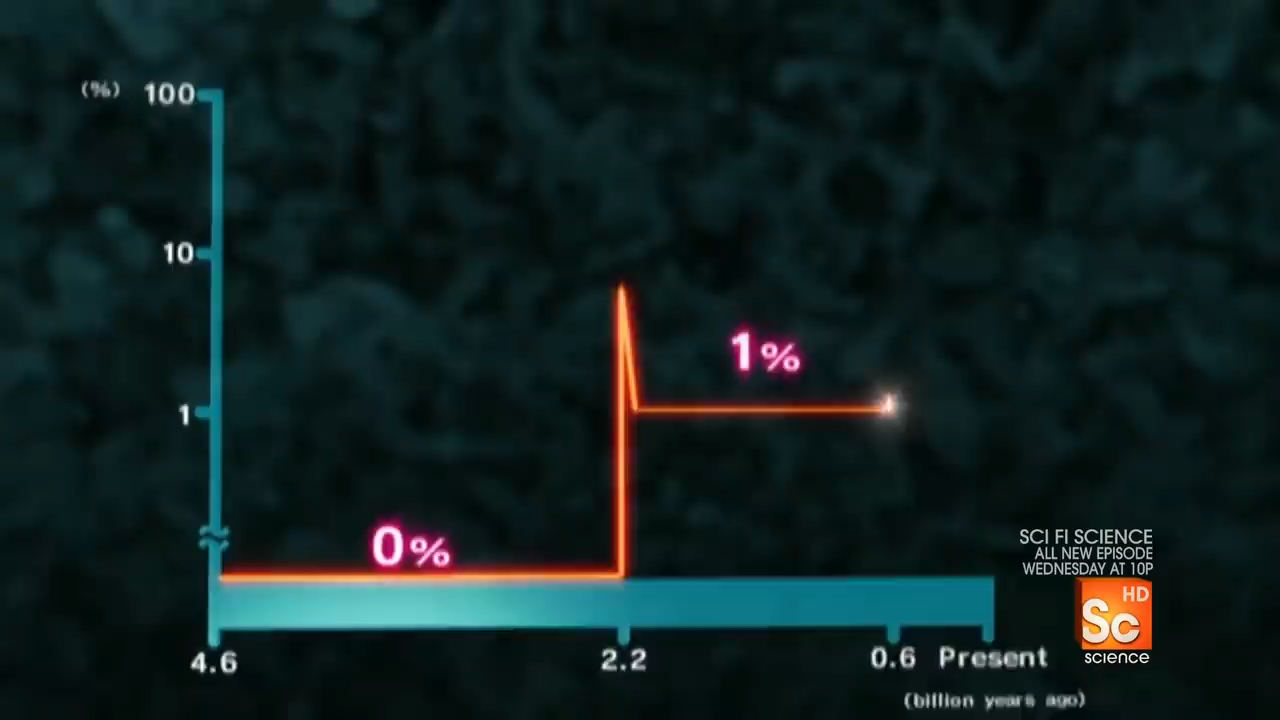 (%) 100
10
1%
1
0%
SCI FI SCIENCE
ALL NEW EPISODE
WEDNESDAY AT 10P
HD
Sc
science
4.6 2.2 0.6 Present
(billion years ago)